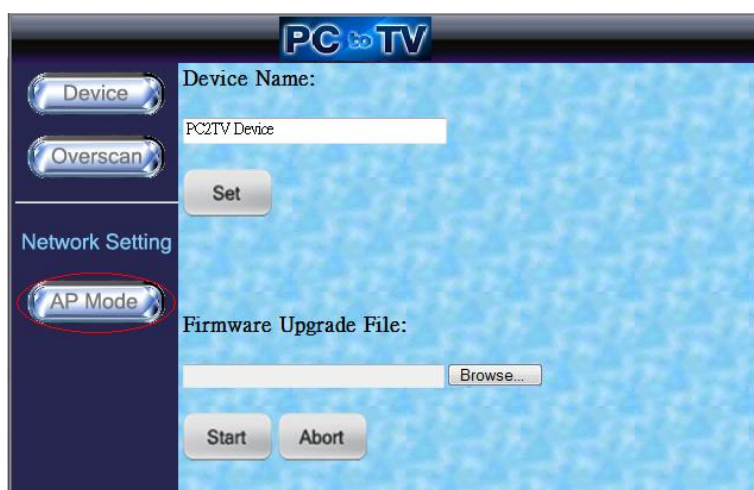 PC to TV
Device
Overscan
Network Setting
AP Mode
Device Name:
PC2TV Device
Set
Firmware Upgrade File:
Browse...
Start Abort